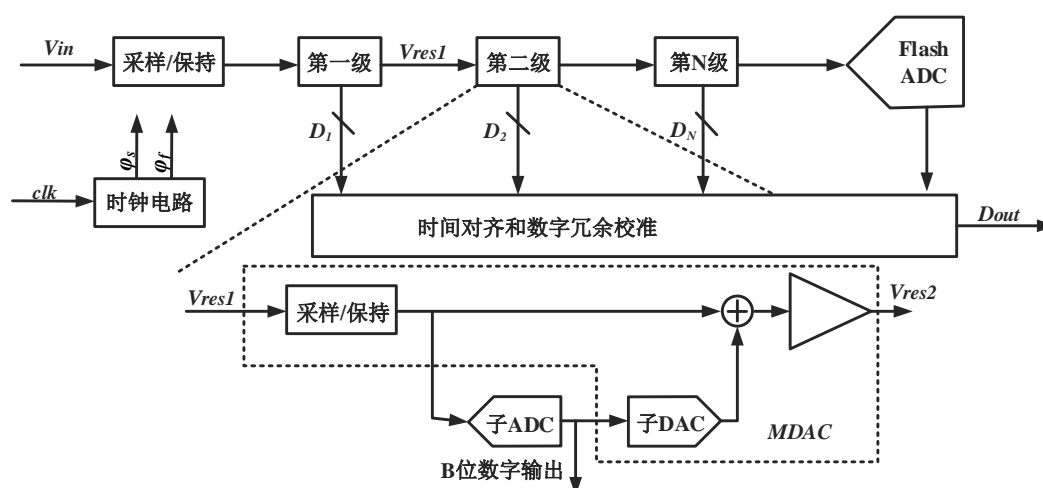 Vin
采样/保持
第一级
Vres1
第二级
第N级
Flash
ADC
D1
D2
DN
φs
φf
clk
时钟电路
时间对齐和数字冗余校准
Dout
Vres1
采样/保持
Vres2
子ADC
子DAC
MDAC
B位数字输出